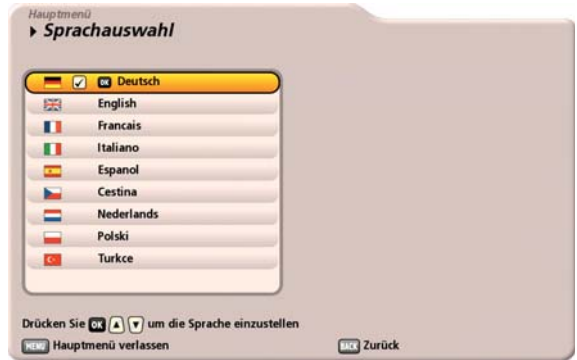 Hauptmenü
Sprachauswahl
OK Deutsch
English
Francais
Italiano
Espanol
Cestina
Nederlands
Polski
Turkce
Drücken Sie OK um die Sprache einzustellen
MENU Hauptmenü verlassen
BACK Zurück